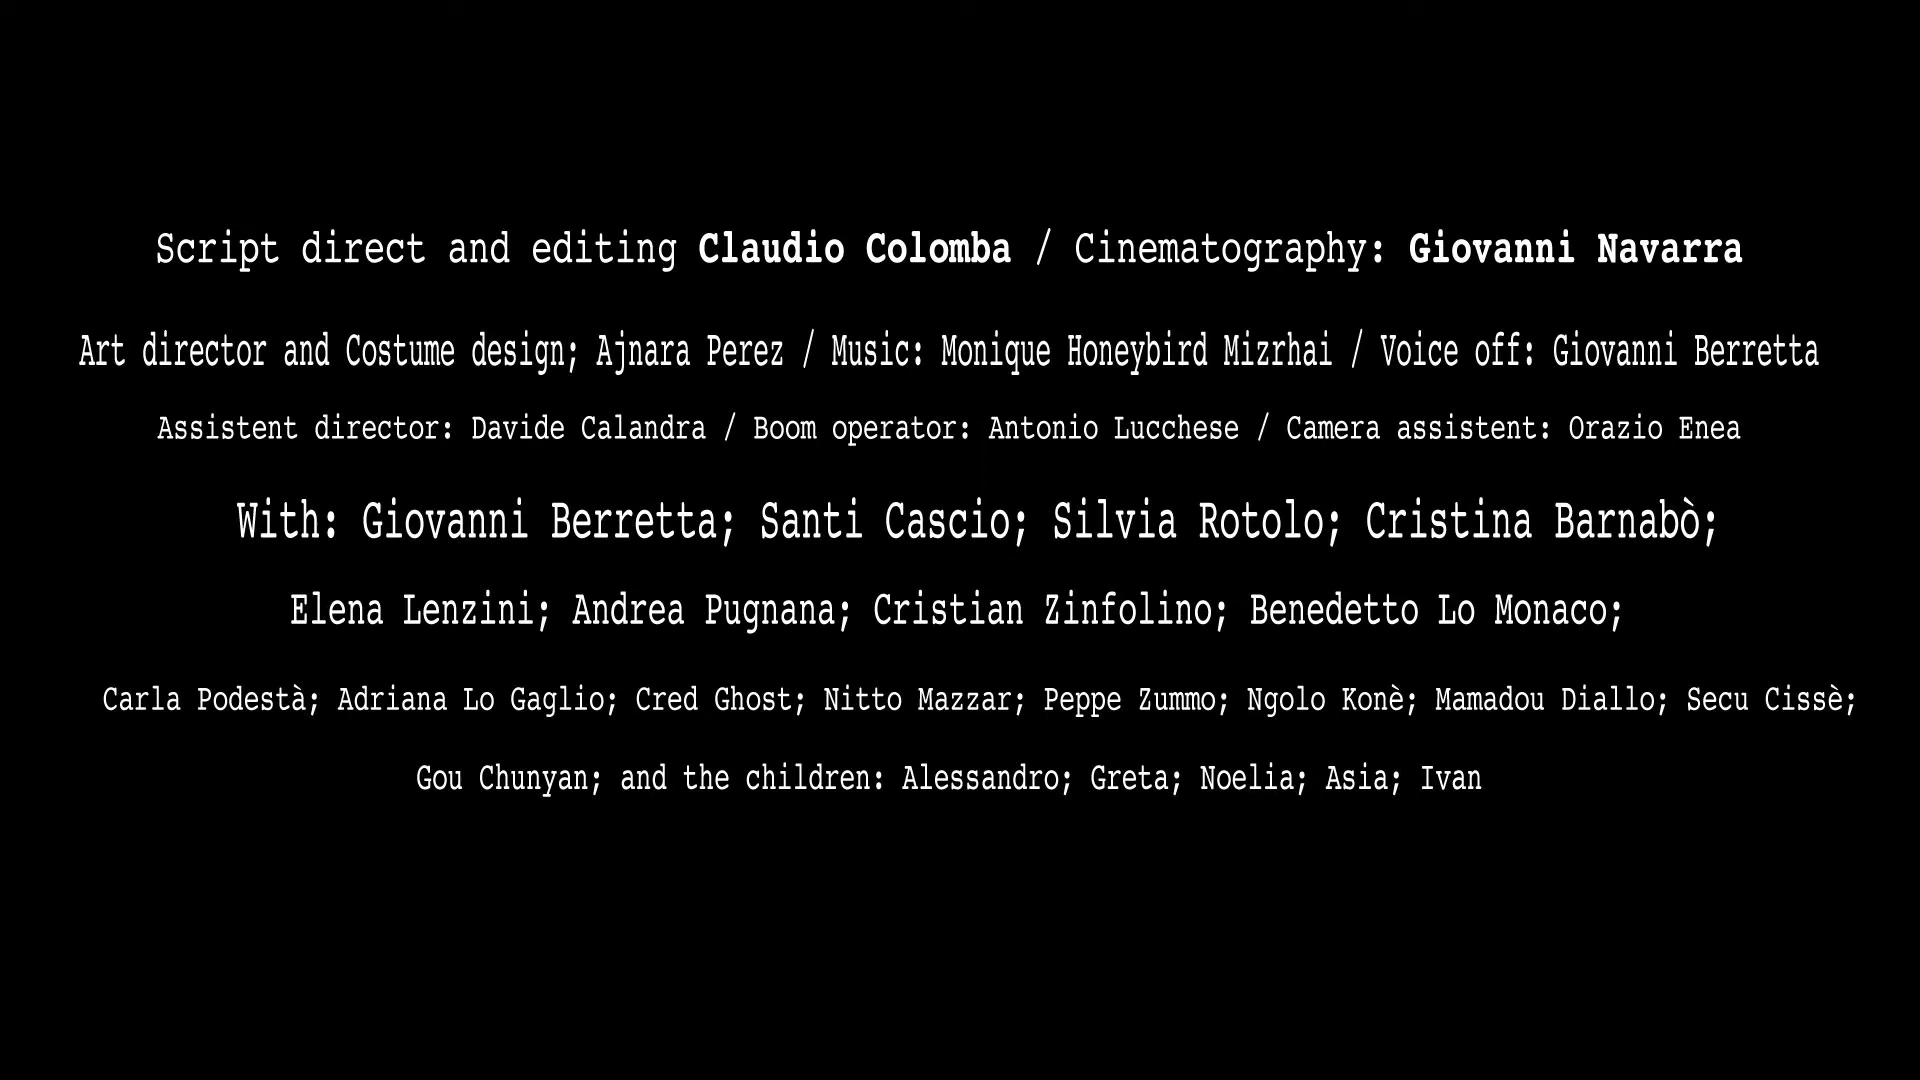 Script direct and editing Claudio Colomba / Cinematography: Giovanni Navarra
Art director and Costume design; Ajnara Perez / Music: Monique Honeybird Mizrhai / Voice off: Giovanni Berretta
Assistent director: Davide Calandra / Boom operator: Antonio Lucchese / Camera assistent: Orazio Enea
With: Giovanni Berretta; Santi Cascio; Silvia Rotolo; Cristina Barnabò;
Elena Lenzini; Andrea Pugnana; Cristian Zinfolino; Benedetto Lo Monaco;
Carla Podestà; Adriana Lo Gaglio; Cred Ghost; Nitto Mazzar; Peppe Zummo; Ngolo Konè; Mamadou Diallo; Secu Cissè;
Gou Chunyan; and the children: Alessandro; Greta; Noelia; Asia; Ivan